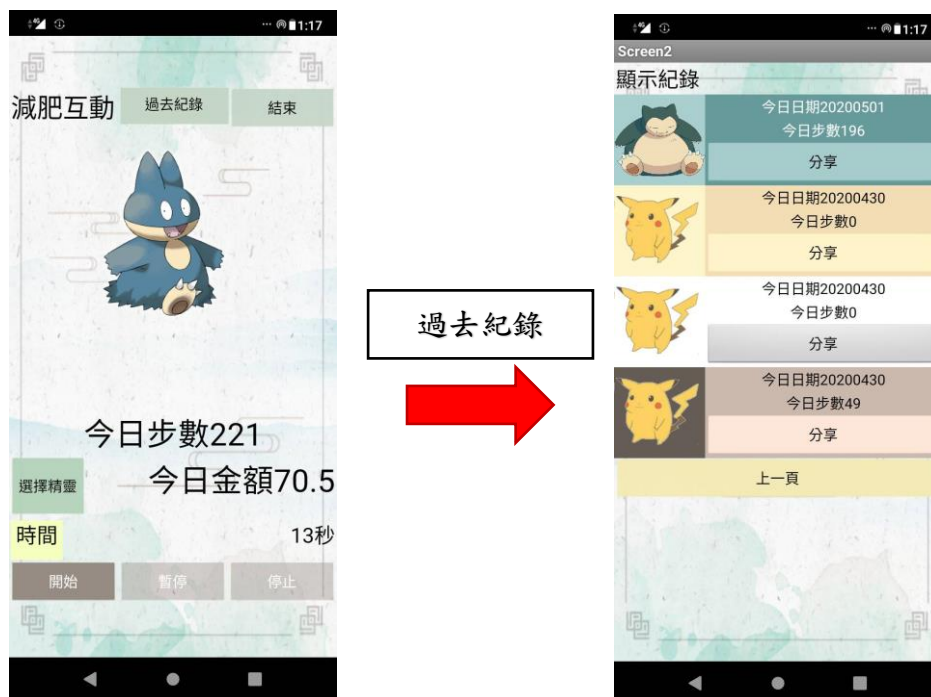 1:17
減肥互動
過去紀錄
結束
今日步數221
選擇精靈
今日金額70.5
時間
13秒
開始
暫停
停止
過去紀錄
1:17
Screen2
顯示紀錄
今日日期20200501
今日步數196
分享
今日日期20200430
今日步數0
分享
今日日期20200430
今日步數0
分享
今日日期20200430
今日步數49
分享
上一頁